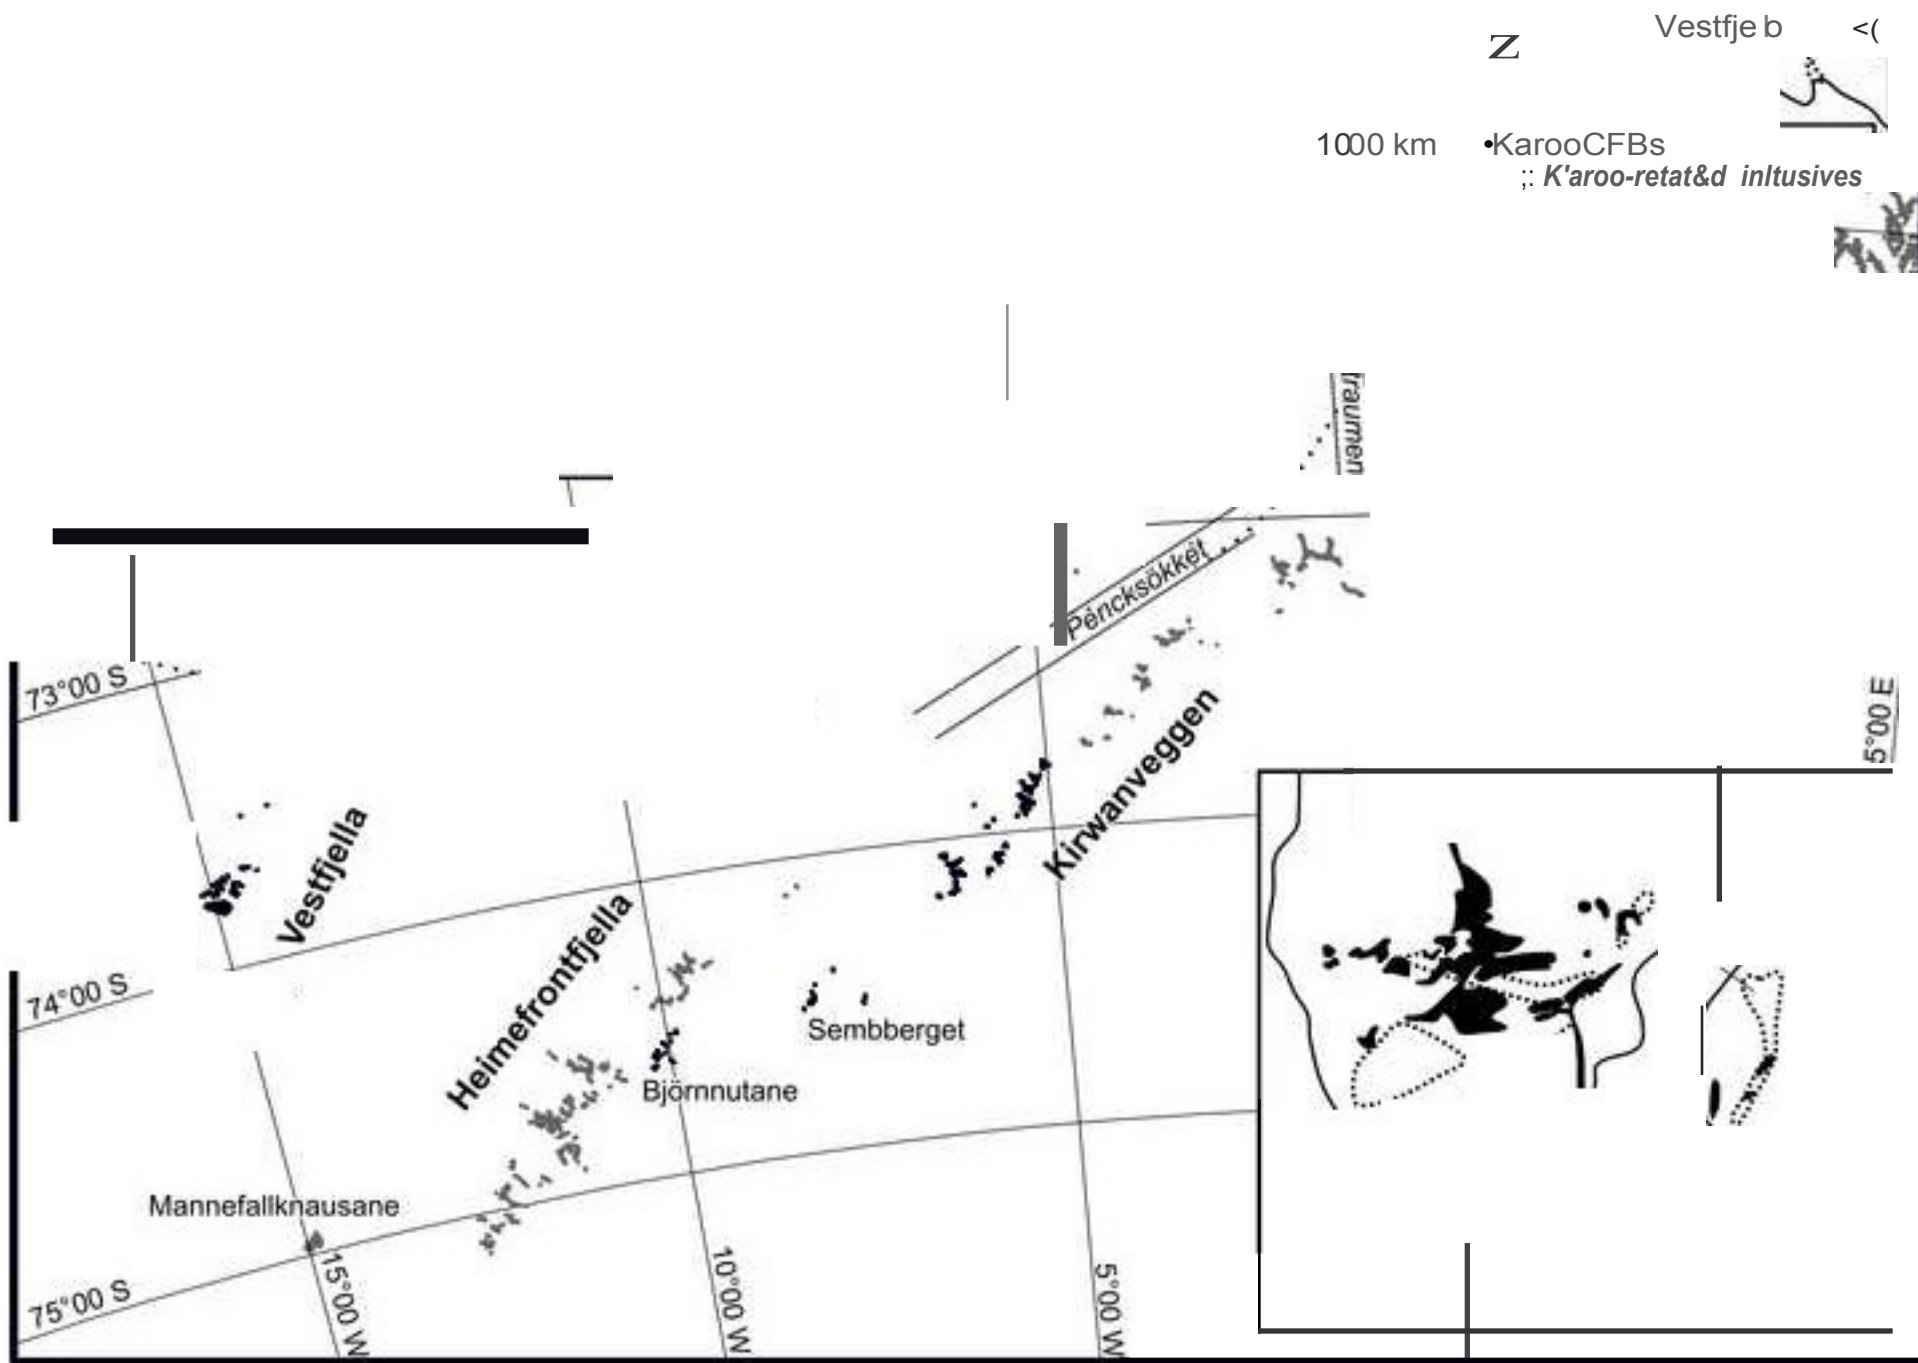 Vestfje b <(
Z
1000 km •KarooCFBs
;: K'aroo-retat&d inltusives
traumen
Pencksökket
73°00 S
5°00 E
Kirwanveggen
Vestfjella
Heimefrontfjella
74°00 S
Sembberget
Björnnutane
Mannefallknausane
75°00 S
15°00 W
10°00 W
5°00 W